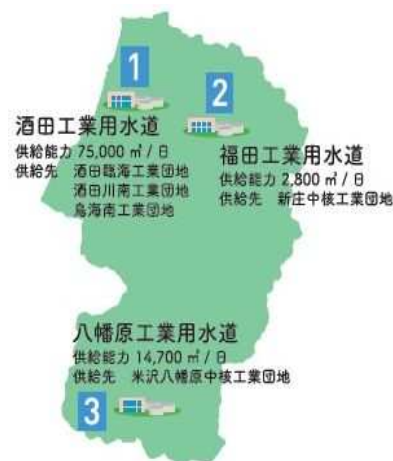 1
酒田工業用水道
供給能力 75,000 ㎥/日
供給先 酒田臨海工業団地
酒田川南工業団地
鳥海南工業団地
2
福田工業用水道
供給能力 2,800 ㎥/日
供給先 新庄中核工業団地
八幡原工業用水道
供給能力 14,700 ㎥/日
供給先 米沢八幡原中核工業団地
3